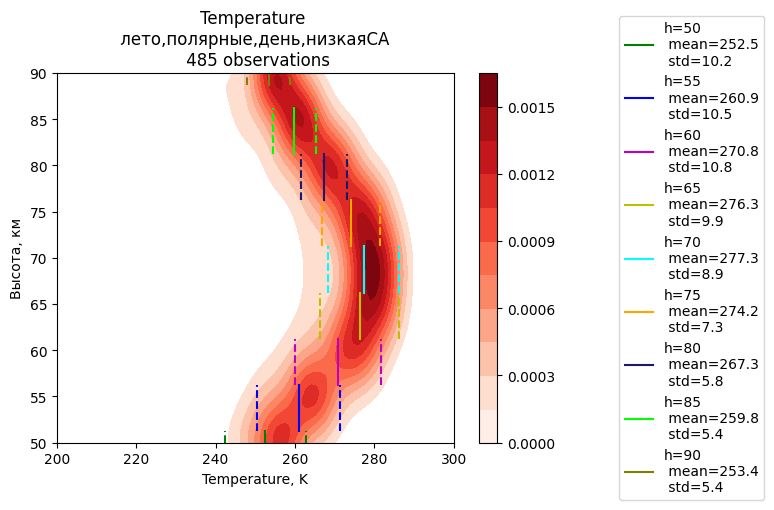 Temperature
лето,полярные,день,низкаяСА
485 observations
90
85
80
75
70
65
60
55
50
Высота, км
200
220
240
260
280
300
Temperature, K
0.0015
0.0012
0.0009
0.0006
0.0003
0.0000
h=50
mean=252.5
std=10.2
h=55
mean=260.9
std=10.5
h=60
mean=270.8
std=10.8
h=65
mean=276.3
std=9.9
h=70
mean=277.3
std=8.9
h=75
mean=274.2
std=7.3
h=80
mean=267.3
std=5.8
h=85
mean=259.8
std=5.4
h=90
mean=253.4
std=5.4